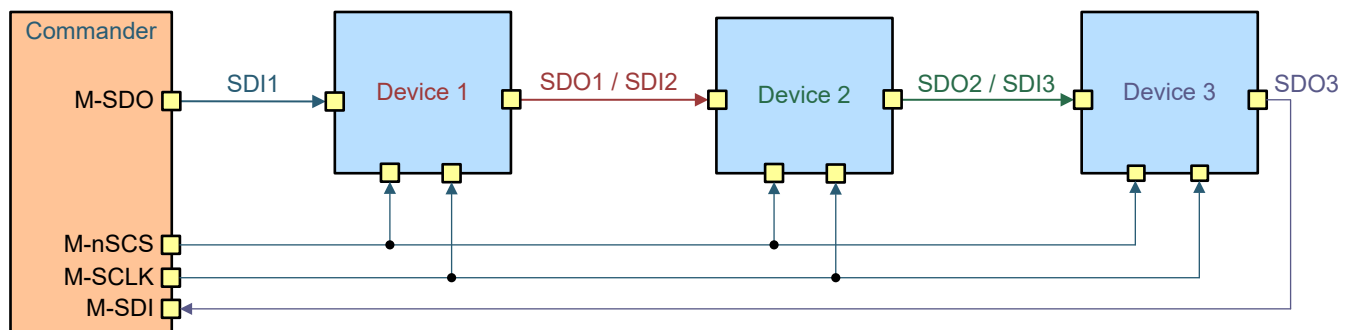 Commander
M-SDO
SDI1
Device 1
SDO1 / SDI2
Device 2
SDO2 / SDI3
Device 3
SDO3
M-nSCS
M-SCLK
M-SDI